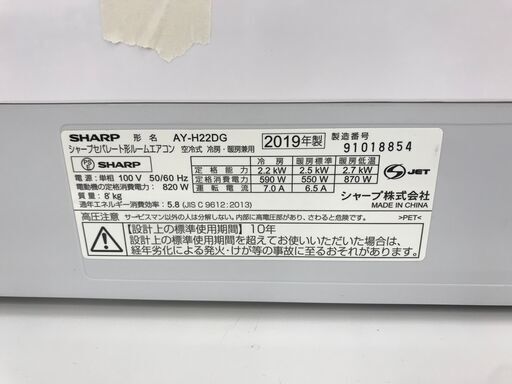 SHARP 形名 AY-H22DG 2019年製 製造番号
シャープセパレート形ルームエアコン 空冷式 冷房・暖房兼用 91018854
PS E SHARP
電源:単相 100 V 50/60 Hz
電動機の定格消費電力: 820 W
質量: 8 kg
冷房 暖房標準 暖房低温
定格能力 2.2 kW 2.5 kW 2.7 kW
定格消費電力 590 W 550 W 870 W
運転電流 7.0 A 6.5 A
S JET
通年エネルギー消費効率: 5.8 (JIS C 9612:2013)
シャープ株式会社
MADE IN CHINA
高圧注意 サービスマン以外の人は分解しない。内部に高電圧部があり、さわると危険です。 >PET<
【設計上の標準使用期間】10年
設計上の標準使用期間を超えてお使いいただいた場合は、
経年劣化による発火・けが等の事故に至るおそれがあります。